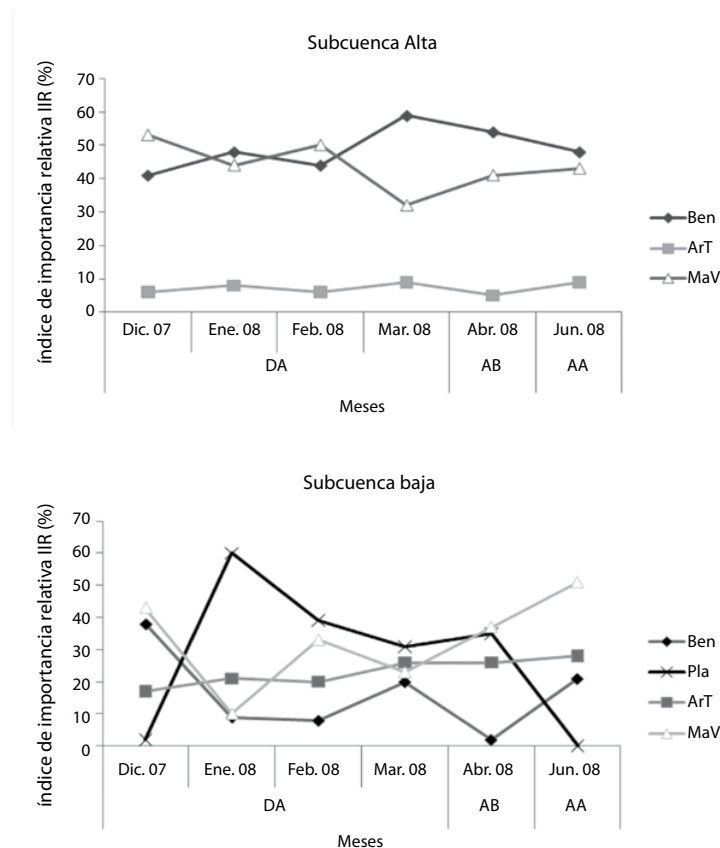 Subcuenca Alta
índice de importancia relativa IIR (%)
70
60
50
40
30
20
10
0
Dic. 07 Ene. 08 Feb. 08 Mar. 08 Abr. 08 Jun. 08
DA AB AA
Meses
Ben
ArT
MaV
Subcuenca baja
índice de importancia relativa IIR (%)
70
60
50
40
30
20
10
0
Dic. 07 Ene. 08 Feb. 08 Mar. 08 Abr. 08 Jun. 08
DA AB AA
Meses
Ben
Pla
ArT
MaV